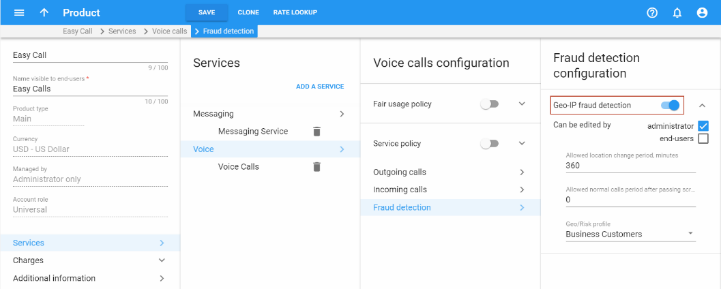 Product
SAVE
CLONE
RATE LOOKUP
Easy Call
Services
Voice calls
Fraud detection
Easy Call
9 / 100
Name visible to endusers *
Easy Calls
10 / 100
Product type
Main
Currency
USD - US Dollar
Managed by
Administrator only
Account role
Universal
Services
Charges
Additional information
Services
ADD A SERVICE
Messaging
Messaging Service
Voice
Voice Calls
Voice calls configuration
Fair usage policy
Service policy
Outgoing calls
Incoming calls
Fraud detection
Fraud detection
configuration
Geo-IP fraud detection
Can be edited by
administrator
end-users
Allowed location change period, minutes
360
Allowed normal calls period after passing scr...
0
Geo/Risk profile
Business Customers